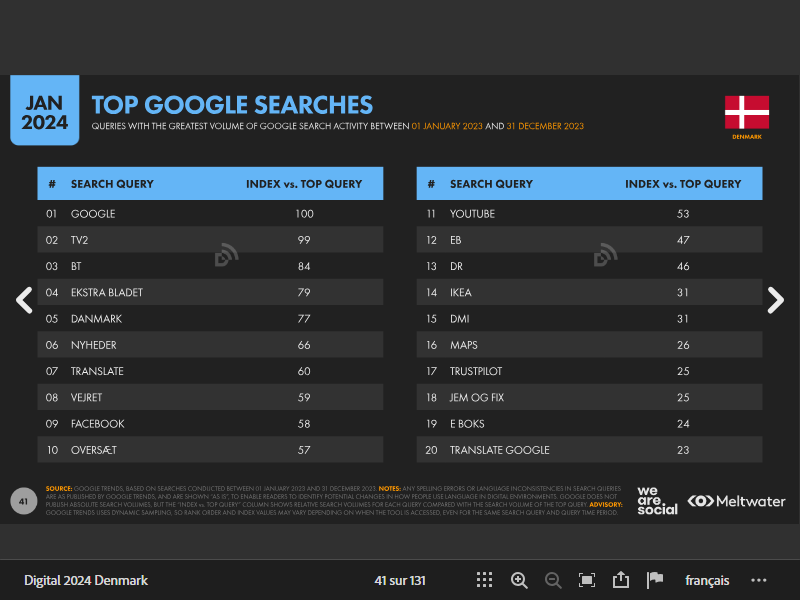 JAN
2024
TOP GOOGLE SEARCHES
QUERIES WITH THE GREATEST VOLUME OF GOOGLE SEARCH ACTIVITY BETWEEN 01 JANUARY 2023 AND 31 DECEMBER 2023
DENMARK
# SEARCH QUERY INDEX vs. TOP QUERY
01 GOOGLE 100
02 TV2 99
03 BT 84
04 EKSTRA BLADET 79
05 DANMARK 77
06 NYHEDER 66
07 TRANSLATE 60
08 VEJRET 59
09 FACEBOOK 58
10 OVERSÆT 57
# SEARCH QUERY INDEX vs. TOP QUERY
11 YOUTUBE 53
12 EB 47
13 DR 46
14 IKEA 31
15 DMI 31
16 MAPS 26
17 TRUSTPILOT 25
18 JEM OG FIX 25
19 E BOKS 24
20 TRANSLATE GOOGLE 23
41
SOURCE: GOOGLE TRENDS, BASED ON SEARCHES CONDUCTED BETWEEN 01 JANUARY 2023 AND 31 DECEMBER 2023. NOTES: ANY SPELLING ERRORS OR LANGUAGE INCONSISTENCIES IN SEARCH QUERIES
ARE AS PUBLISHED BY GOOGLE TRENDS, AND ARE SHOWN "AS IS", TO ENABLE READERS TO IDENTIFY POTENTIAL CHANGES IN HOW PEOPLE USE LANGUAGE IN DIGITAL ENVIRONMENTS. GOOGLE DOES NOT
PUBLISH ABSOLUTE SEARCH VOLUMES, BUT THE "INDEX vs. TOP QUERY" COLUMN SHOWS RELATIVE SEARCH VOLUMES FOR EACH QUERY COMPARED WITH THE SEARCH VOLUME OF THE TOP QUERY. ADVISORY:
GOOGLE TRENDS USES DYNAMIC SAMPLING, SO RANK ORDER AND INDEX VALUES MAY VARY DEPENDING ON WHEN THE TOOL IS ACCESSED, EVEN FOR THE SAME SEARCH QUERY AND QUERY TIME PERIOD.
we
are.
social
Meltwater
Digital 2024 Denmark
41 sur 131
français